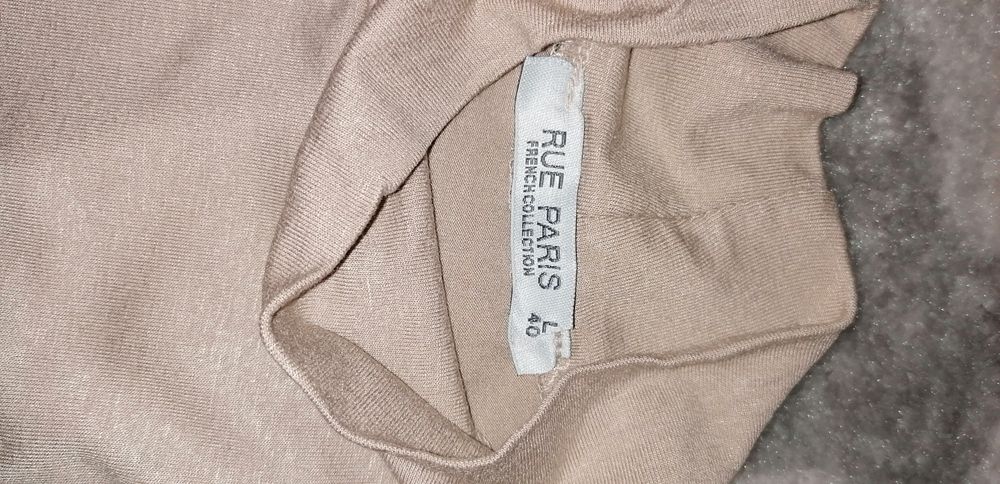 RUE PARIS L
FRENCH COLLECTION 40